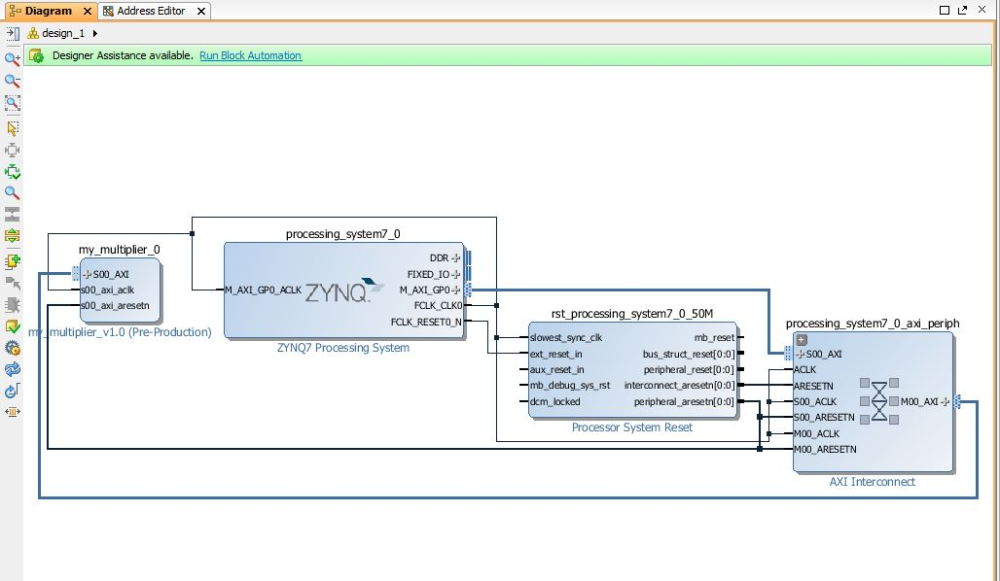 Diagram
Address Editor
design_1
Designer Assistance available. Run Block Automation
my_multiplier_0
S00_AXI
s00_axi_aclk
s00_axi_aresetn
my_multiplier_v1.0 (Pre-Production)
processing_system7_0
M_AXI_GP0_ACLK
ZYNQ.
DDR
FIXED_IO
M_AXI_GP0
FCLK_CLK0
FCLK_RESET0_N
ZYNQ7 Processing System
rst_processing_system7_0_50M
slowest_sync_clk
ext_reset_in
aux_reset_in
mb_debug_sys_rst
dcm_locked
mb_reset
bus_struct_reset[0:0]
peripheral_reset[0:0]
interconnect_aresetn[0:0]
peripheral_aresetn[0:0]
Processor System Reset
processing_system7_0_axi_periph
S00_AXI
ACLK
ARESETN
S00_ACLK
S00_ARESETN
M00_ACLK
M00_ARESETN
M00_AXI
AXI Interconnect